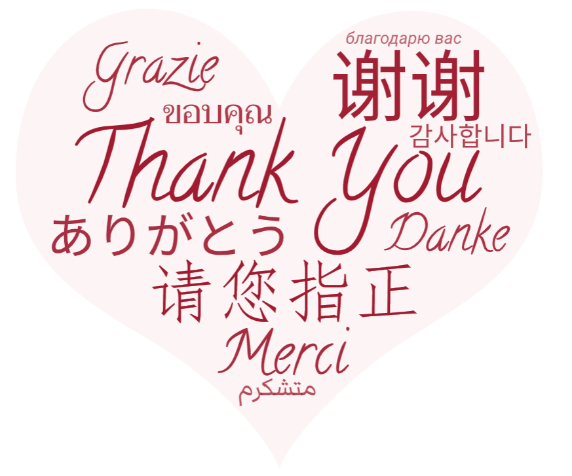 благодарю вас
Grazie
谢谢
ขอบคุณ
감사합니다
Thank You
ありがとう
Danke
请您指正
Merci
متشکرم